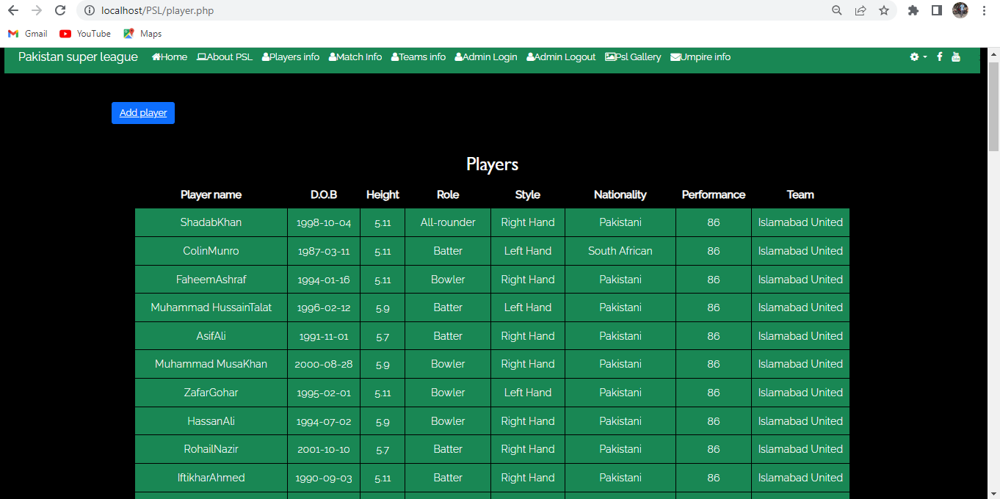 localhost/PSL/player.php
Gmail YouTube Maps
Pakistan super league Home About PSL Players info Match Info Teams info Admin Login Admin Logout Psl Gallery Umpire info
Add player
Players
Player name D.O.B Height Role Style Nationality Performance Team
ShadabKhan 1998-10-04 5.11 All-rounder Right Hand Pakistani 86 Islamabad United
ColinMunro 1987-03-11 5.11 Batter Left Hand South African 86 Islamabad United
FaheemAshraf 1994-01-16 5.11 Bowler Right Hand Pakistani 86 Islamabad United
Muhammad HussainTalat 1996-02-12 5.9 Batter Left Hand Pakistani 86 Islamabad United
AsifAli 1991-11-01 5.7 Batter Right Hand Pakistani 86 Islamabad United
Muhammad MusaKhan 2000-08-28 5.9 Bowler Right Hand Pakistani 86 Islamabad United
ZafarGohar 1995-02-01 5.11 Bowler Left Hand Pakistani 86 Islamabad United
HassanAli 1994-07-02 5.9 Bowler Right Hand Pakistani 86 Islamabad United
RohailNazir 2001-10-10 5.7 Batter Right Hand Pakistani 86 Islamabad United
IftikharAhmed 1990-09-03 5.11 Batter Right Hand Pakistani 86 Islamabad United